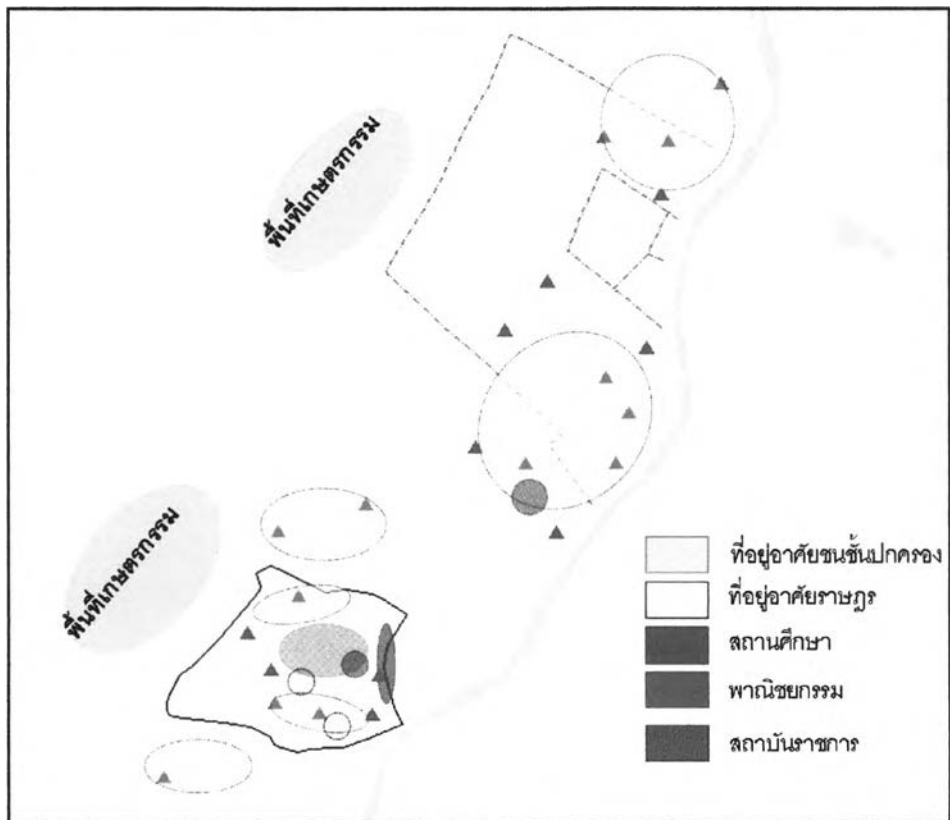 พื้นที่เกษตรกรรม
พื้นที่เกษตรกรรม
ที่อยู่อาศัยชนชั้นปกครอง
ที่อยู่อาศัยราษฎร
สถานศึกษา
พาณิชยกรรม
สถาบันราชการ